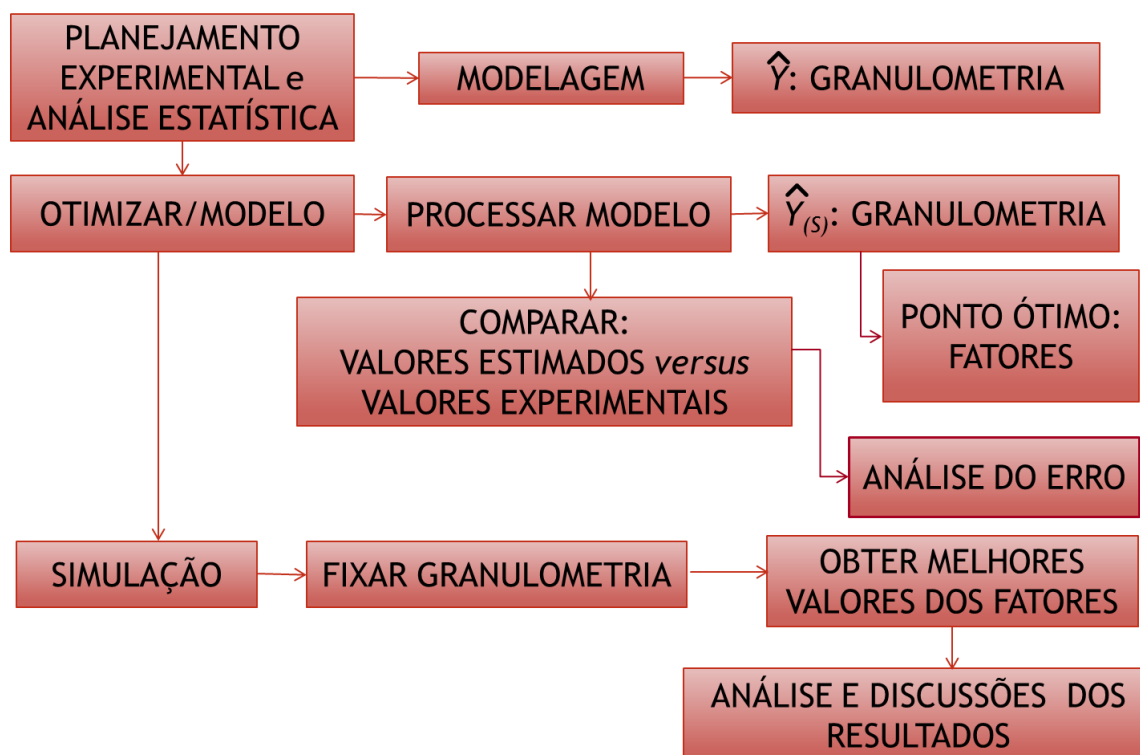 PLANEJAMENTO
EXPERIMENTAL e
ANÁLISE ESTATÍSTICA
MODELAGEM
Ŷ: GRANULOMETRIA
OTIMIZAR/MODELO
PROCESSAR MODELO
Ŷ(S): GRANULOMETRIA
COMPARAR:
VALORES ESTIMADOS versus
VALORES EXPERIMENTAIS
PONTO ÓTIMO:
FATORES
ANÁLISE DO ERRO
SIMULAÇÃO
FIXAR GRANULOMETRIA
OBTER MELHORES
VALORES DOS FATORES
ANÁLISE E DISCUSSÕES DOS
RESULTADOS